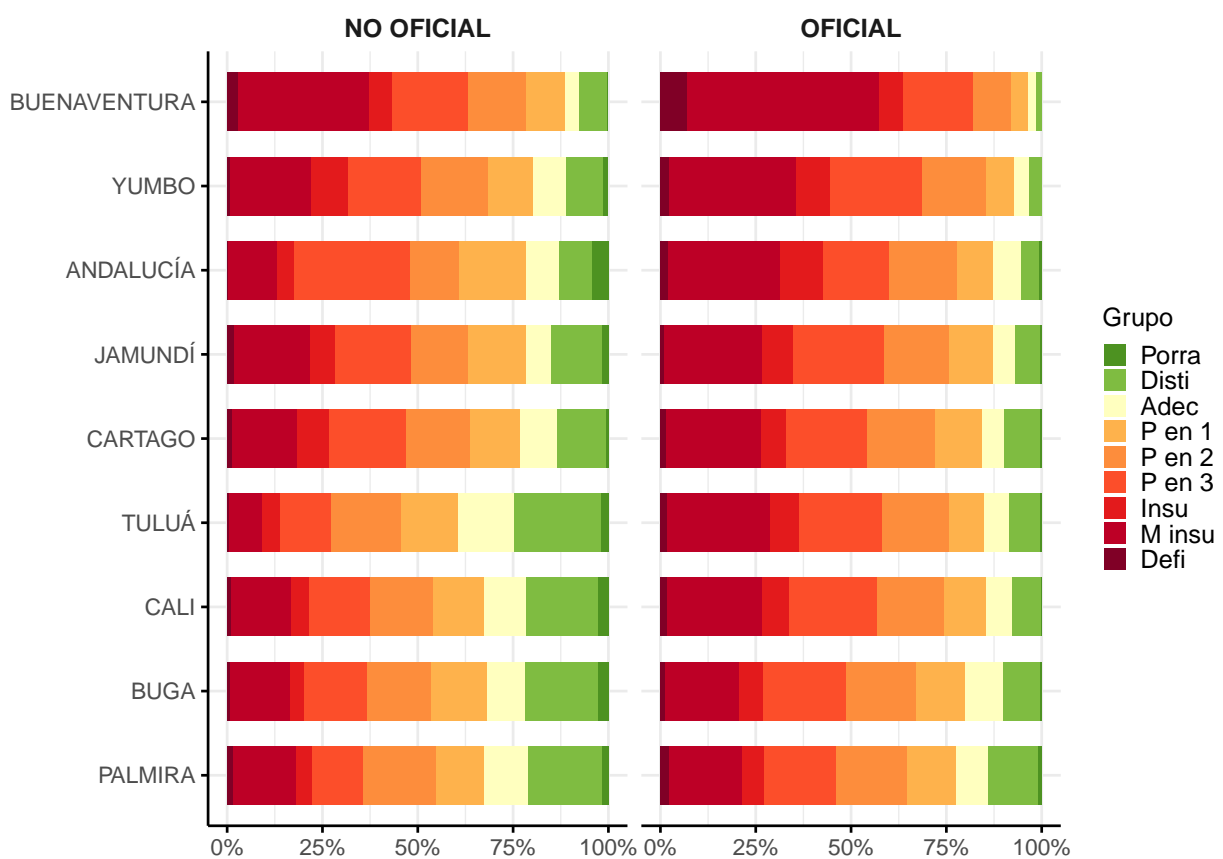 NO OFICIAL OFICIAL
BUENAVENTURA
YUMBO
ANDALUCÍA
JAMUNDÍ
CARTAGO
TULUÁ
CALI
BUGA
PALMIRA
0% 25% 50% 75% 100% 0% 25% 50% 75% 100%
Grupo
Porra
Disti
Adec
P en 1
P en 2
P en 3
Insu
M insu
Defi